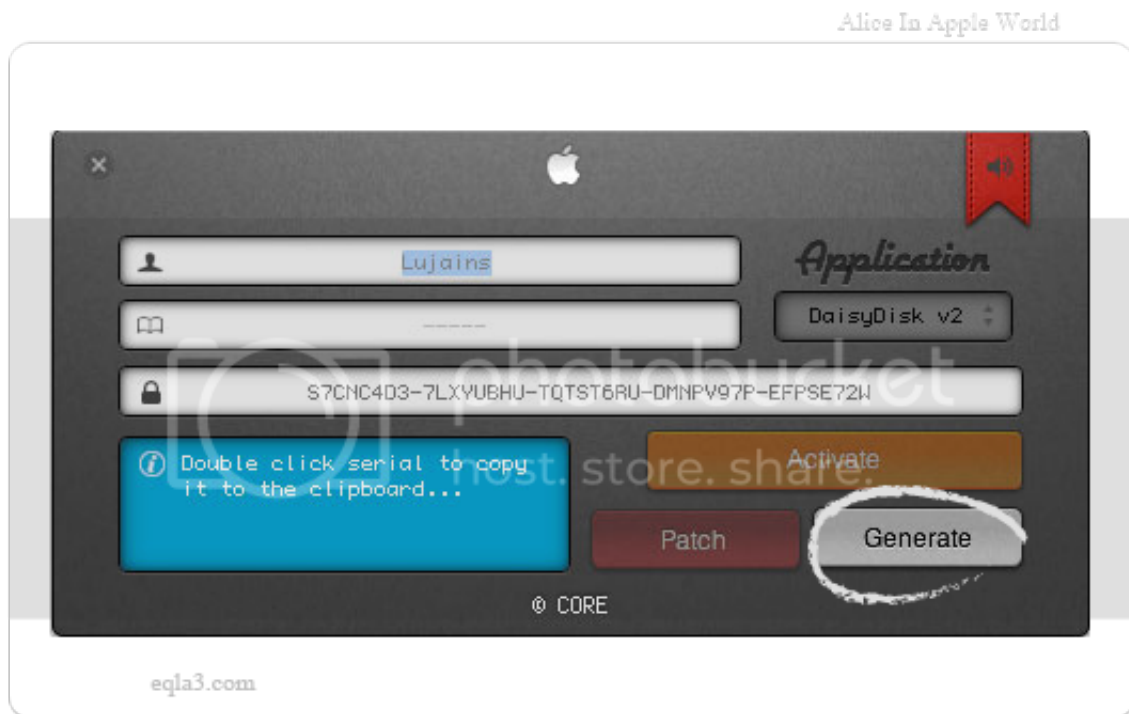 Alice In Apple World
Lujains
Application
-----
DaisyDisk v2
S7CNC4D3-7LXYUBHU-TQTST6RU-DMNPV97P-EFPSE72W
photobucket
host. store. share.
Double click serial to copy
it to the clipboard...
Activate
Patch
Generate
© CORE
eqla3.com